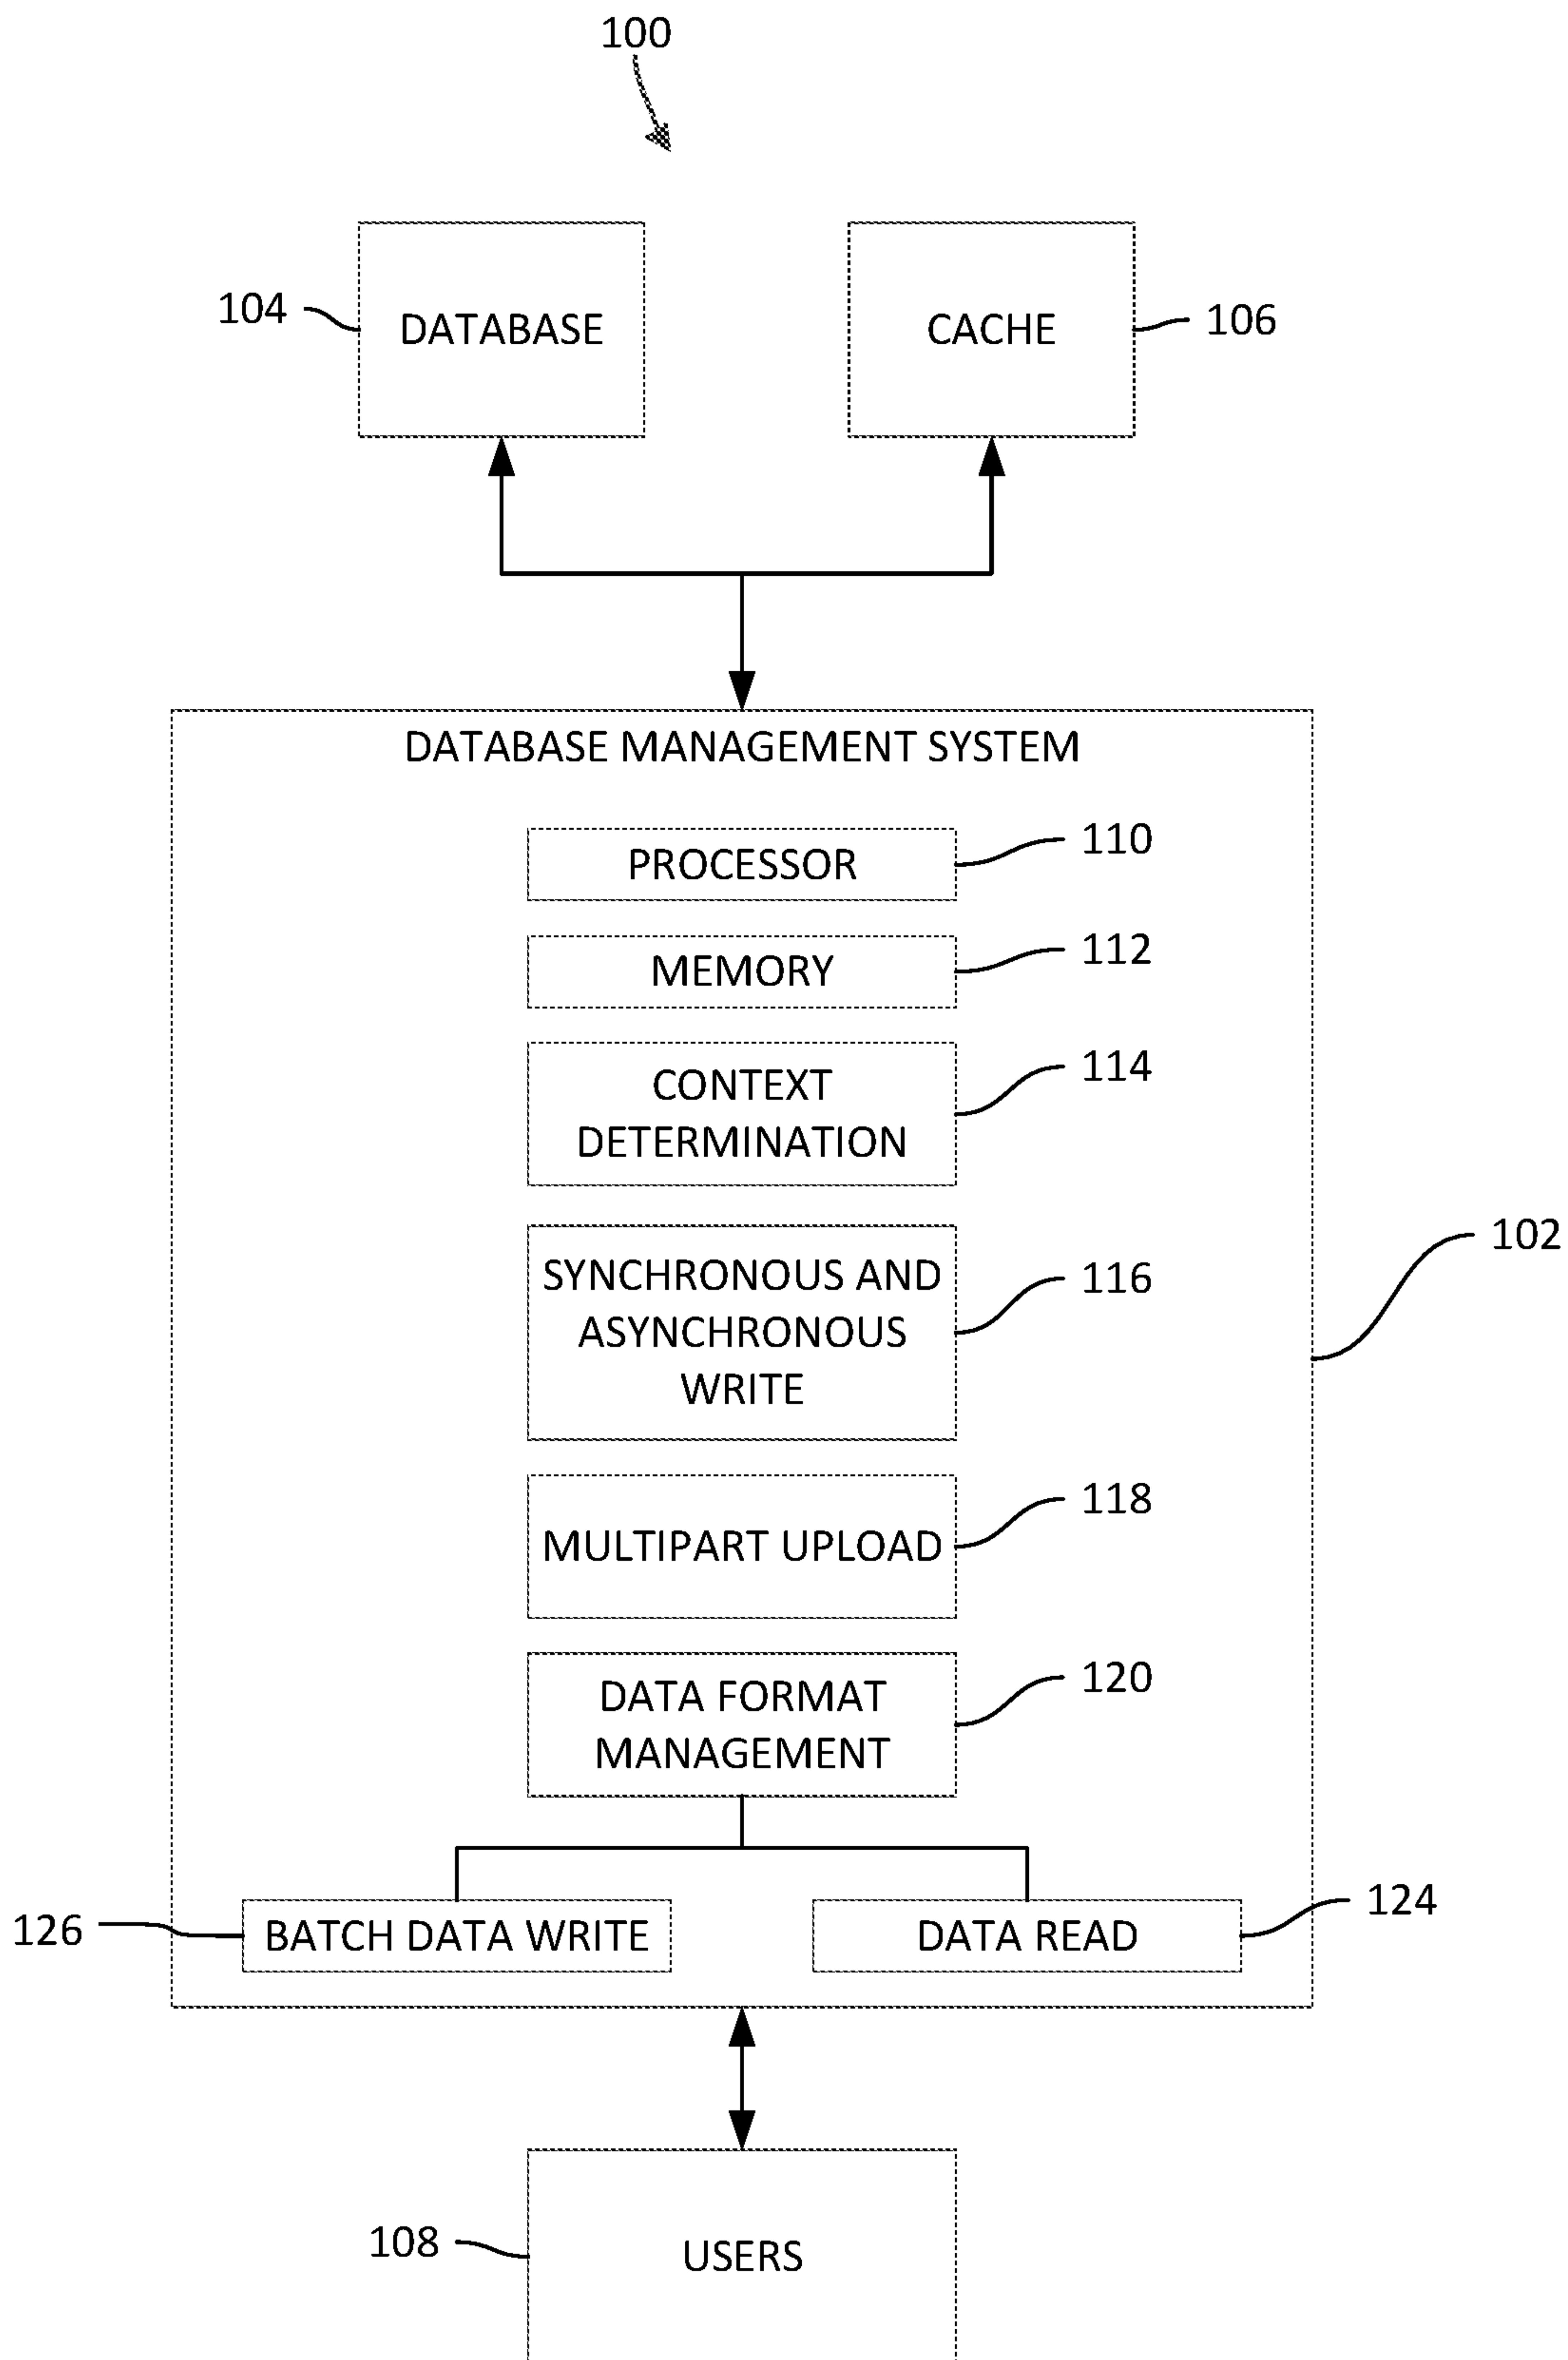 100
104
DATABASE
CACHE
106
DATABASE MANAGEMENT SYSTEM
PROCESSOR
110
MEMORY
112
CONTEXT
DETERMINATION
114
102
SYNCHRONOUS AND
ASYNCHRONOUS
WRITE
116
MULTIPART UPLOAD
118
DATA FORMAT
MANAGEMENT
120
126
BATCH DATA WRITE
DATA READ
124
108
USERS